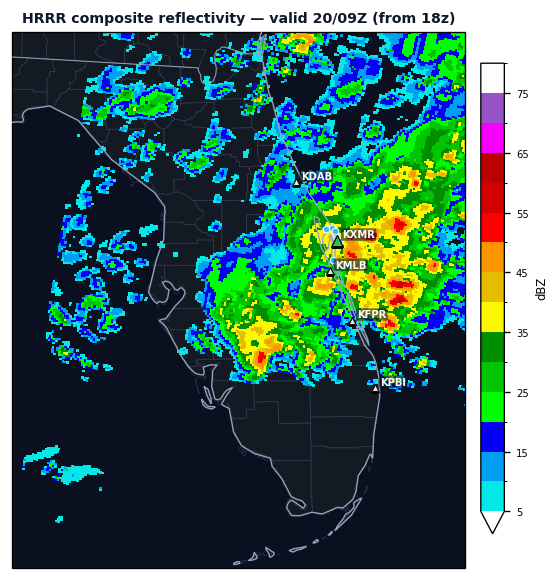 HRRR composite reflectivity — valid 20/09Z (from 18z)
KDAB
KXMR
KMLB
KFPR
KPBI
75
65
55
45
35
25
15
5
dBZ